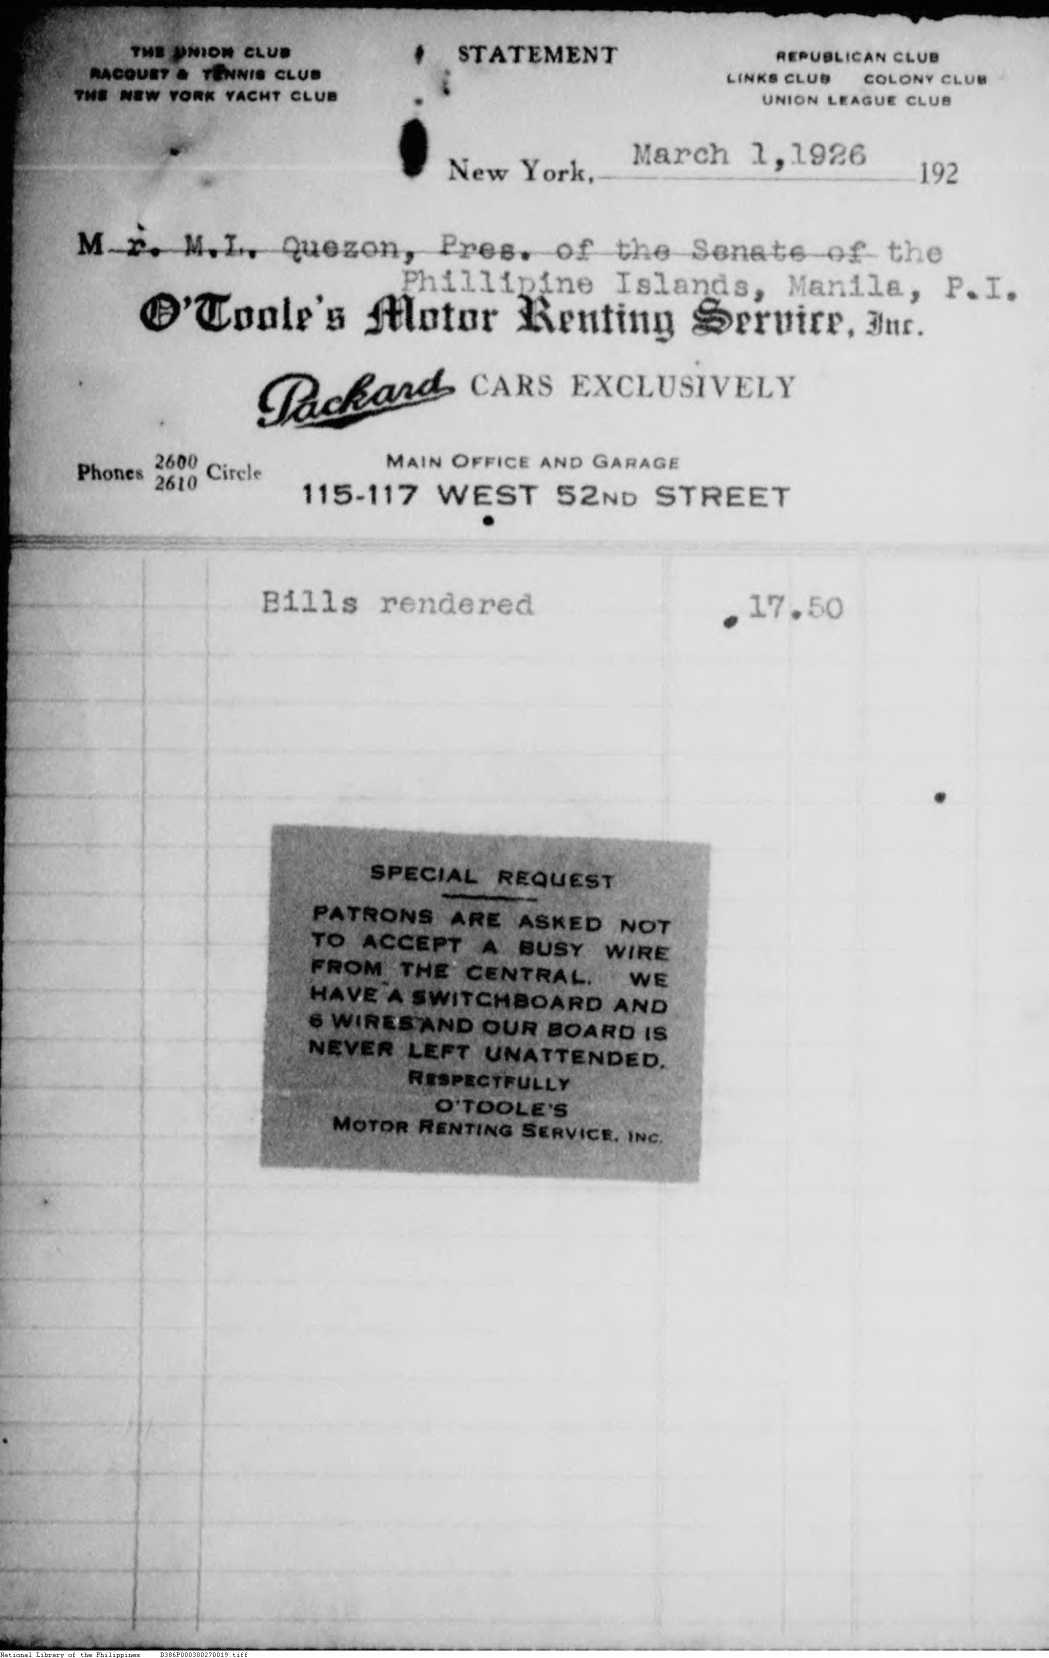 THE UNION CLUB
RACQUET & TENNIS CLUB
THE NEW YORK YACHT CLUB
STATEMENT
REPUBLICAN CLUB
LINKS CLUB COLONY CLUB
UNION LEAGUE CLUB
New York, March 1,1926 192
Mr. M.L. Quezon, Pres. of the Senate of the
Phillipine Islands, Manila, P.I.
O'Toole's Motor Renting Service, Inc.
Packard CARS EXCLUSIVELY
Phones 2600 2610 Circle
MAIN OFFICE AND GARAGE
115-117 WEST 52ND STREET
Bills rendered 17.50
SPECIAL REQUEST
PATRONS ARE ASKED NOT
TO ACCEPT A BUSY WIRE
FROM THE CENTRAL. WE
HAVE A SWITCHBOARD AND
6 WIRES AND OUR BOARD IS
NEVER LEFT UNATTENDED.
RESPECTFULLY
O'TOOLE'S
MOTOR RENTING SERVICE, INC.
National Library of the Philippines B386P000380270019.tiff